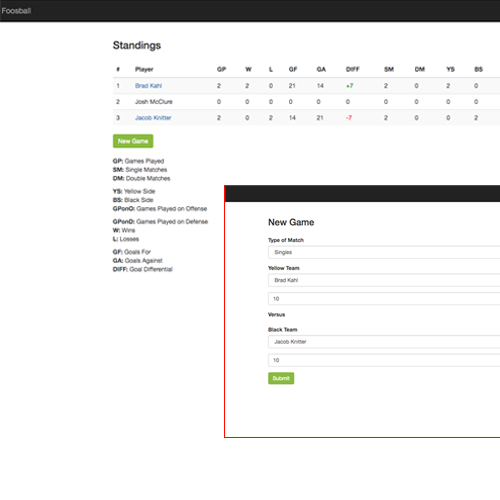 Foosball
Standings
# Player GP W L GF GA DIFF SM DM YS BS
1 Brad Kahl 2 2 0 21 14 +7 2 0 2 0
2 Josh McClure 0 0 0 0 0 0 0 0 0 0
3 Jacob Knitter 2 0 2 14 21 -7 2 0 0 2
New Game
GP: Games Played
SM: Single Matches
DM: Double Matches
YS: Yellow Side
BS: Black Side
GPonO: Games Played on Offense
GPonD: Games Played on Defense
W: Wins
L: Losses
GF: Goals For
GA: Goals Against
DIFF: Goal Differential
New Game
Type of Match
Singles
Yellow Team
Brad Kahl
10
Versus
Black Team
Jacob Knitter
10
Submit